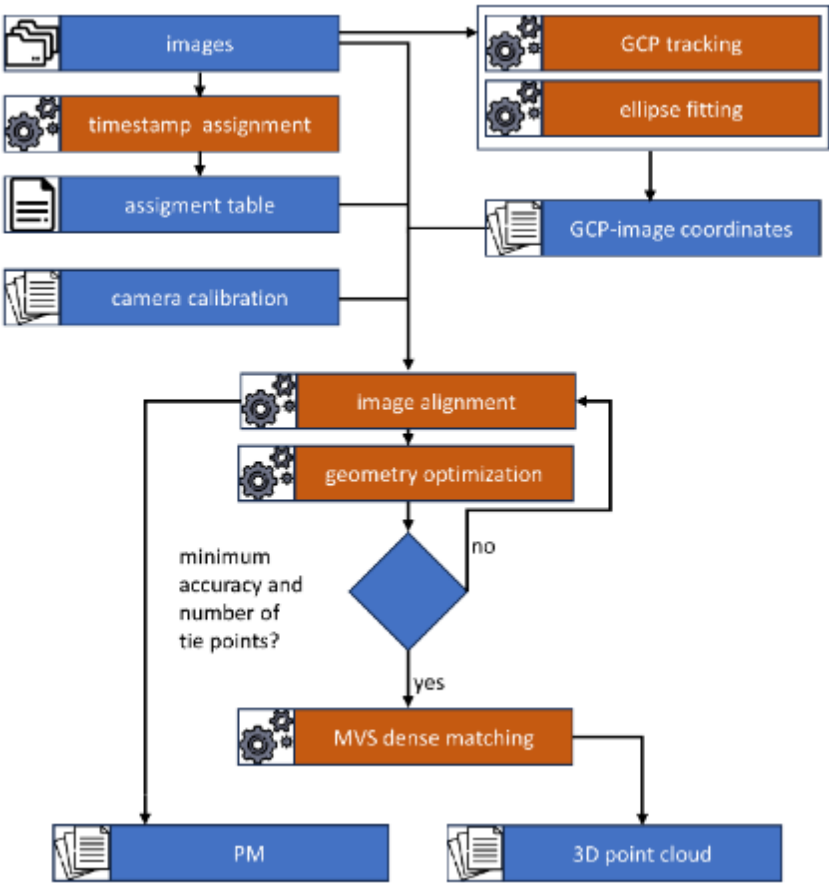 images
GCP tracking
timestamp assignment
ellipse fitting
assigment table
GCP-image coordinates
camera calibration
image alignment
geometry optimization
no
minimum
accuracy and
number of
tie points?
yes
MVS dense matching
PM
3D point cloud